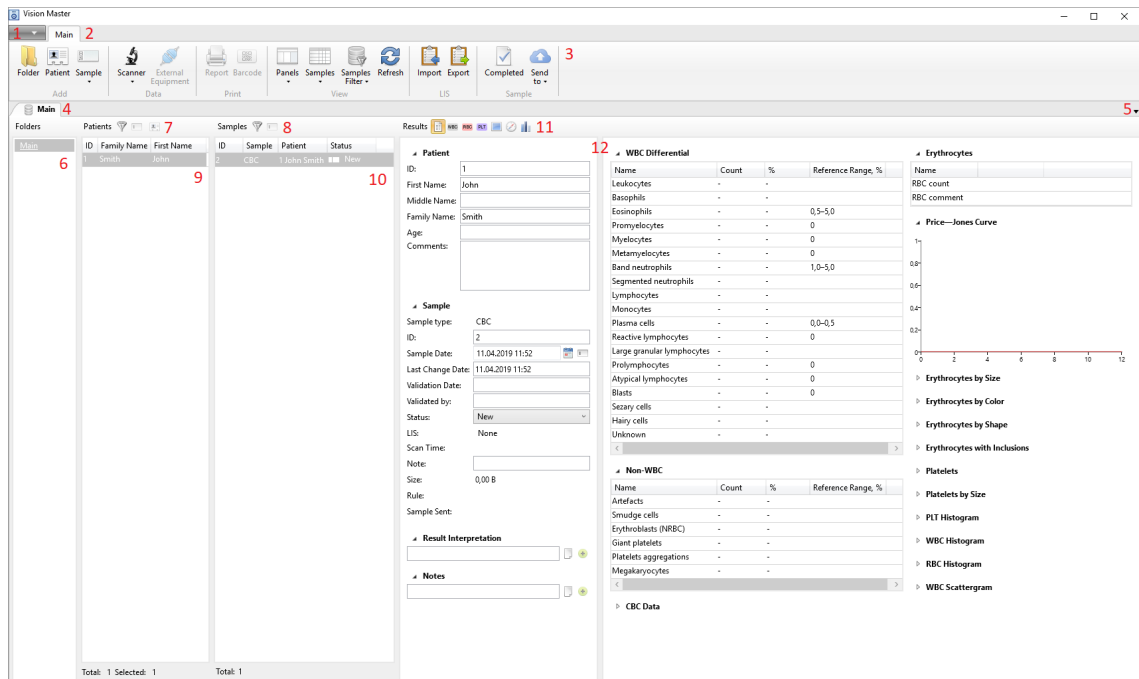 Vision Master
1 Main 2
Folder Patient Sample Scanner External Equipment Report Barcode Panels Samples Samples Filter Refresh Import Export Completed Send to 3
Add Data Print View LIS Sample
Main 4 5
Folders Patients 7 Samples 8 Results WBC RBC PLT 11
Main
6
ID Family Name First Name
1 Smith John
9
ID Sample Patient Status
2 CBC 1 John Smith New
10
Total: 1 Selected: 1
Total: 1
12
Patient
ID: 1
First Name: John
Middle Name:
Family Name: Smith
Age:
Comments:
Sample
Sample type: CBC
ID: 2
Sample Date: 11.04.2019 11:52
Last Change Date: 11.04.2019 11:52
Validation Date:
Validated by:
Status: New
LIS: None
Scan Time:
Note:
Size: 0,00 B
Rule:
Sample Sent:
Result Interpretation
Notes
WBC Differential
Name Count % Reference Range, %
Leukocytes - -
Basophils - -
Eosinophils - - 0,5–5,0
Promyelocytes - - 0
Myelocytes - - 0
Metamyelocytes - - 0
Band neutrophils - - 1,0–5,0
Segmented neutrophils - -
Lymphocytes - -
Monocytes - -
Plasma cells - - 0,0–0,5
Reactive lymphocytes - - 0
Large granular lymphocytes - -
Prolymphocytes - - 0
Atypical lymphocytes - - 0
Blasts - - 0
Sezary cells - -
Hairy cells - -
Unknown - -
Non-WBC
Name Count % Reference Range, %
Artefacts - -
Smudge cells - -
Erythroblasts (NRBC) - -
Giant platelets - -
Platelets aggregations - -
Megakaryocytes - -
CBC Data
Erythrocytes
Name
RBC count
RBC comment
Price—Jones Curve
1
0,8
0,6
0,4
0,2
0
0 2 4 6 8 10 12
Erythrocytes by Size
Erythrocytes by Color
Erythrocytes by Shape
Erythrocytes with Inclusions
Platelets
Platelets by Size
PLT Histogram
WBC Histogram
RBC Histogram
WBC Scattergram